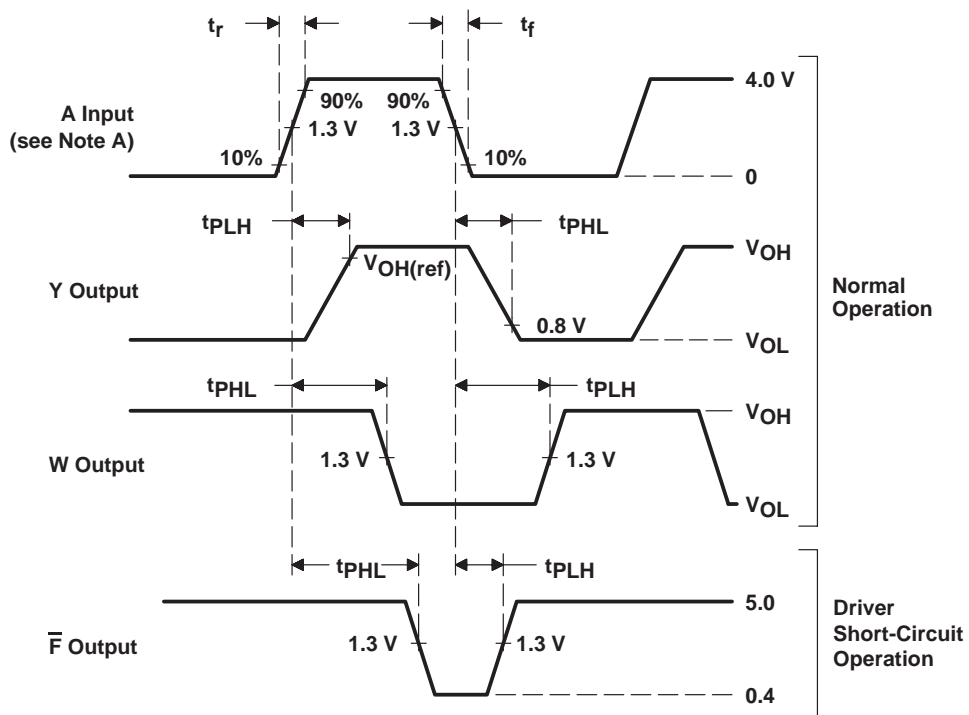 tr
tf
A Input
(see Note A)
90%
90%
1.3 V
1.3 V
10%
10%
4.0 V
0
tPLH
tPHL
Y Output
VOH(ref)
0.8 V
VOH
VOL
Normal
Operation
tPHL
tPLH
W Output
1.3 V
1.3 V
VOH
VOL
tPHL
tPLH
F̅ Output
1.3 V
1.3 V
5.0
0.4
Driver
Short-Circuit
Operation